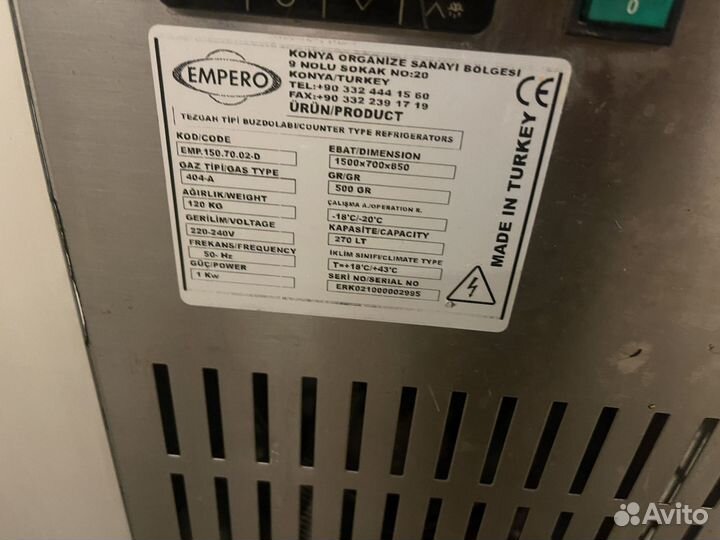 0
EMPERO
KONYA ORGANIZE SANAYİ BÖLGESİ
9 NOLU SOKAK NO:20
KONYA/TURKEY
TEL:+90 332 444 15 60
FAX:+90 332 239 17 19
ÜRÜN/PRODUCT
TEZGAH TİPİ BUZDOLABI/COUNTER TYPE REFRIGERATORS
KOD/CODE
EMP.150.70.02-D
GAZ TİPİ/GAS TYPE
404-A
AĞIRLIK/WEIGHT
120 KG
GERİLİM/VOLTAGE
220-240V
FREKANS/FREQUENCY
50- Hz
GÜÇ/POWER
1 Kw
EBAT/DIMENSION
1500x700x850
GR/GR
500 GR
ÇALIŞMA A./OPERATION R.
-18°C/-20°C
KAPASİTE/CAPACITY
270 LT
İKLİM SINIFI/CLIMATE TYPE
T=+18°C/+43°C
SERİ NO/SERIAL NO
ERK02100000299S
CE
MADE IN TURKEY
Avito